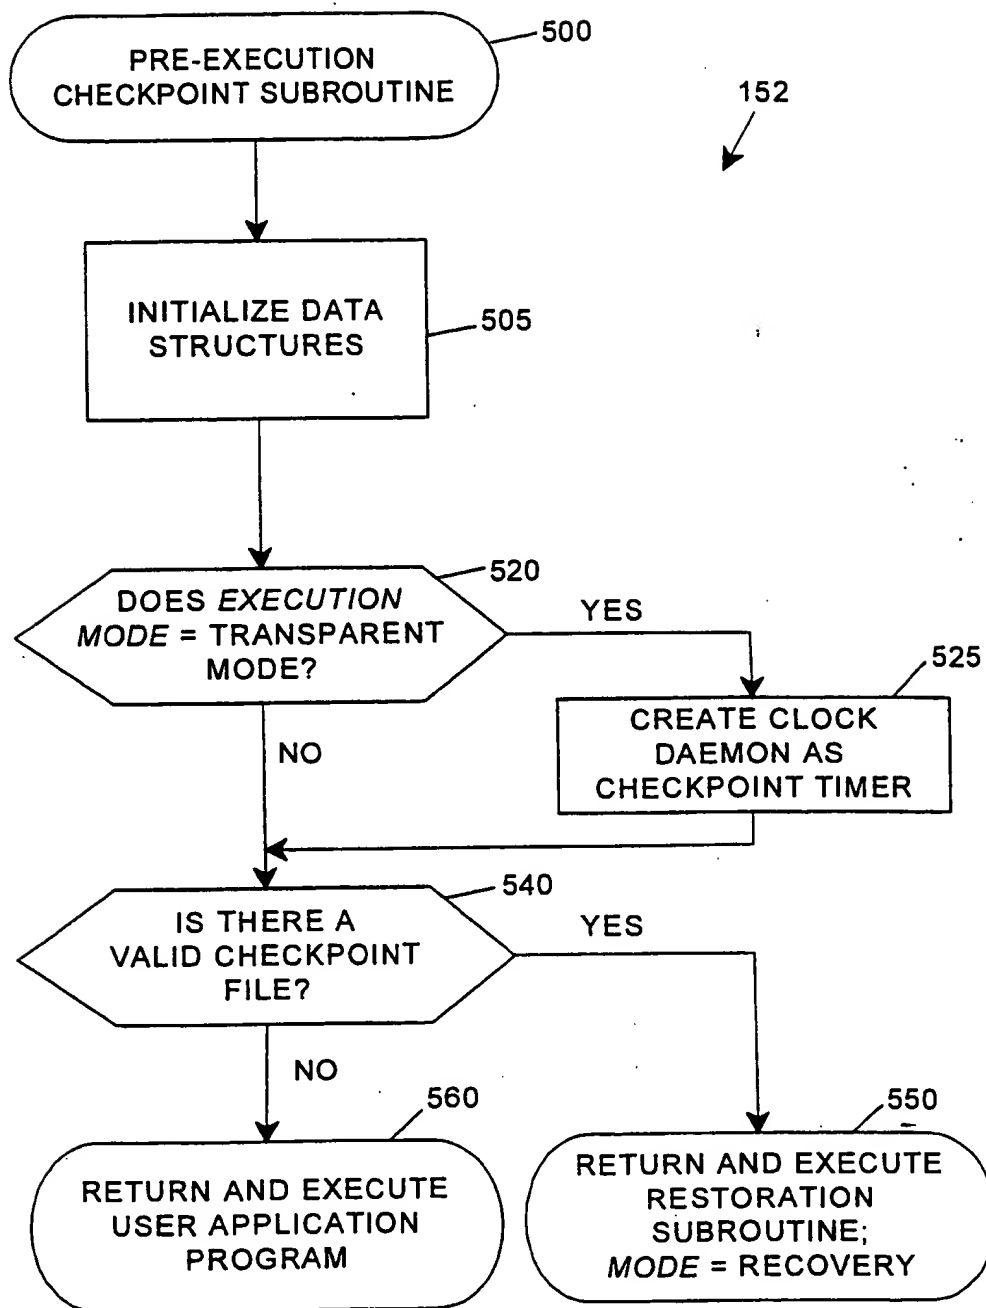 PRE-EXECUTION
CHECKPOINT SUBROUTINE
500
152
INITIALIZE DATA
STRUCTURES
505
DOES EXECUTION
MODE = TRANSPARENT
MODE?
520
YES
NO
525
CREATE CLOCK
DAEMON AS
CHECKPOINT TIMER
540
IS THERE A
VALID CHECKPOINT
FILE?
YES
NO
560
RETURN AND EXECUTE
USER APPLICATION
PROGRAM
550
RETURN AND EXECUTE
RESTORATION
SUBROUTINE;
MODE = RECOVERY